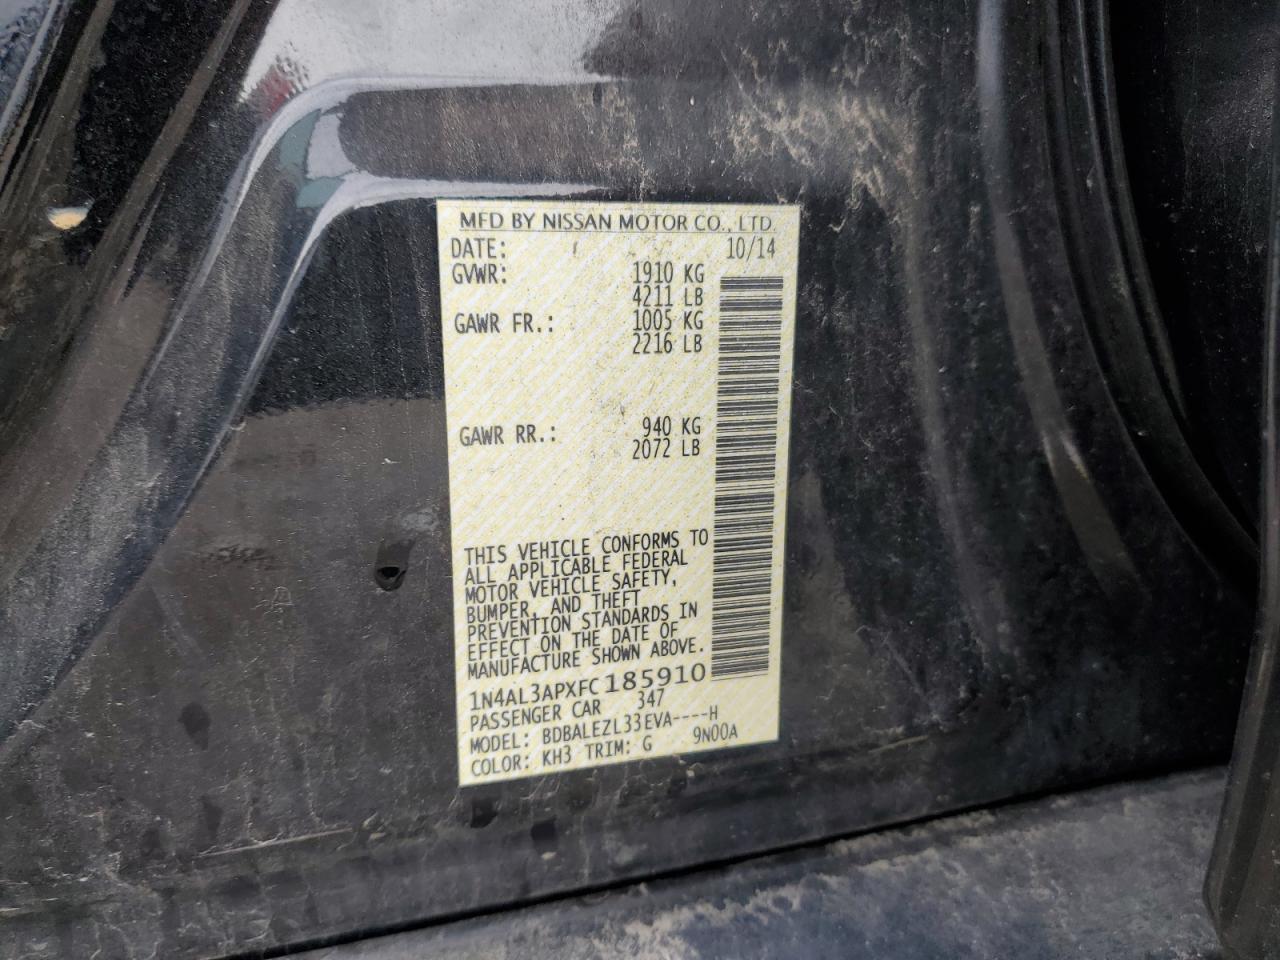 MFD BY NISSAN MOTOR CO., LTD.
DATE: 10/14
GVWR: 1910 KG
4211 LB
GAWR FR.: 1005 KG
2216 LB
GAWR RR.: 940 KG
2072 LB
THIS VEHICLE CONFORMS TO
ALL APPLICABLE FEDERAL
MOTOR VEHICLE SAFETY,
BUMPER, AND THEFT
PREVENTION STANDARDS IN
EFFECT ON THE DATE OF
MANUFACTURE SHOWN ABOVE.
1N4AL3APXFC185910
PASSENGER CAR 347
MODEL: BDBALEZL33EVA----H
COLOR: KH3 TRIM: G 9N00A